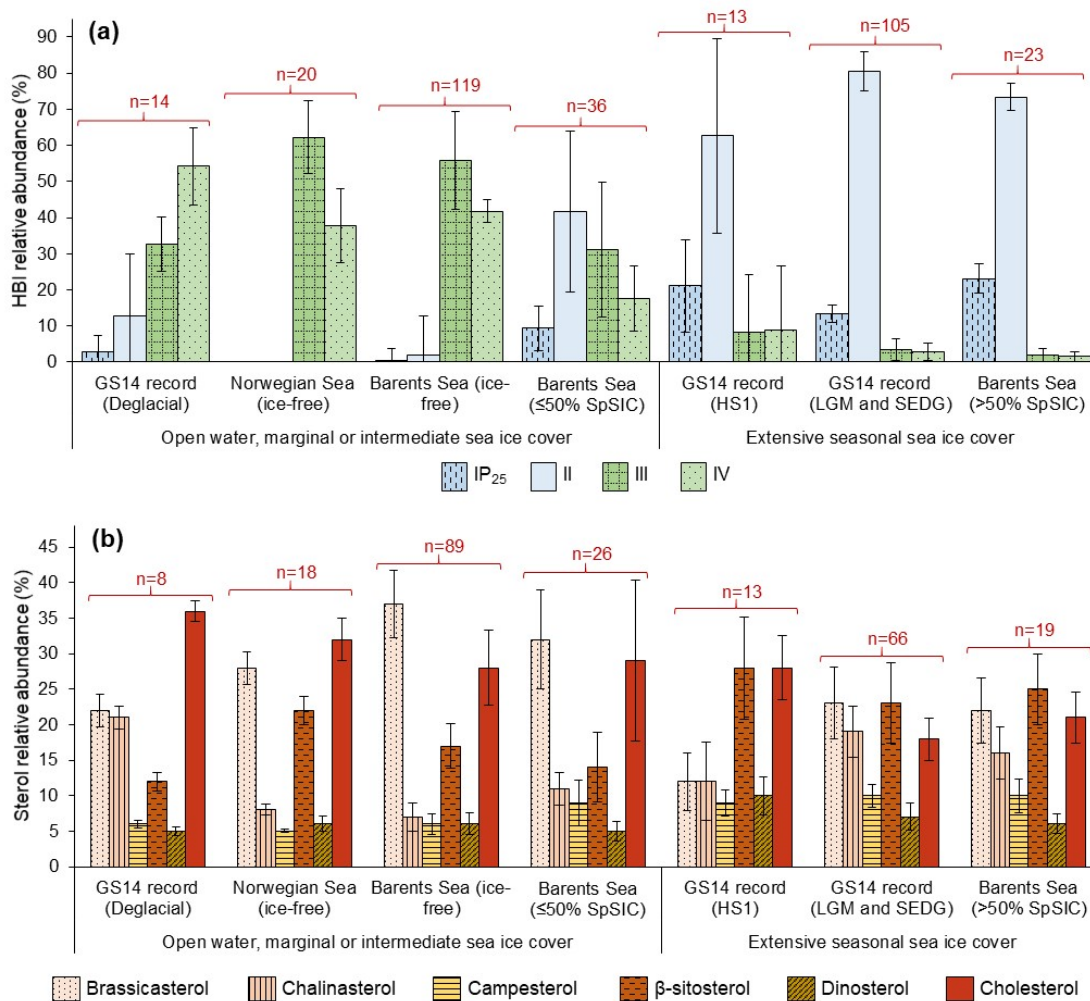 (a)
HBI relative abundance (%)
90
80
70
60
50
40
30
20
10
0
n=14
n=20
n=119
n=36
n=13
n=105
n=23
GS14 record
(Deglacial)
Norwegian Sea
(ice-free)
Barents Sea (ice-
free)
Barents Sea
(≤50% SpSIC)
GS14 record
(HS1)
GS14 record
(LGM and SEDG)
Barents Sea
(>50% SpSIC)
Open water, marginal or intermediate sea ice cover
Extensive seasonal sea ice cover
IP25
II
III
IV
(b)
Sterol relative abundance (%)
45
40
35
30
25
20
15
10
5
0
n=8
n=18
n=89
n=26
n=13
n=66
n=19
GS14 record
(Deglacial)
Norwegian Sea
(ice-free)
Barents Sea (ice-
free)
Barents Sea
(≤50% SpSIC)
GS14 record
(HS1)
GS14 record
(LGM and SEDG)
Barents Sea
(>50% SpSIC)
Open water, marginal or intermediate sea ice cover
Extensive seasonal sea ice cover
Brassicasterol
Chalinasterol
Campesterol
β-sitosterol
Dinosterol
Cholesterol